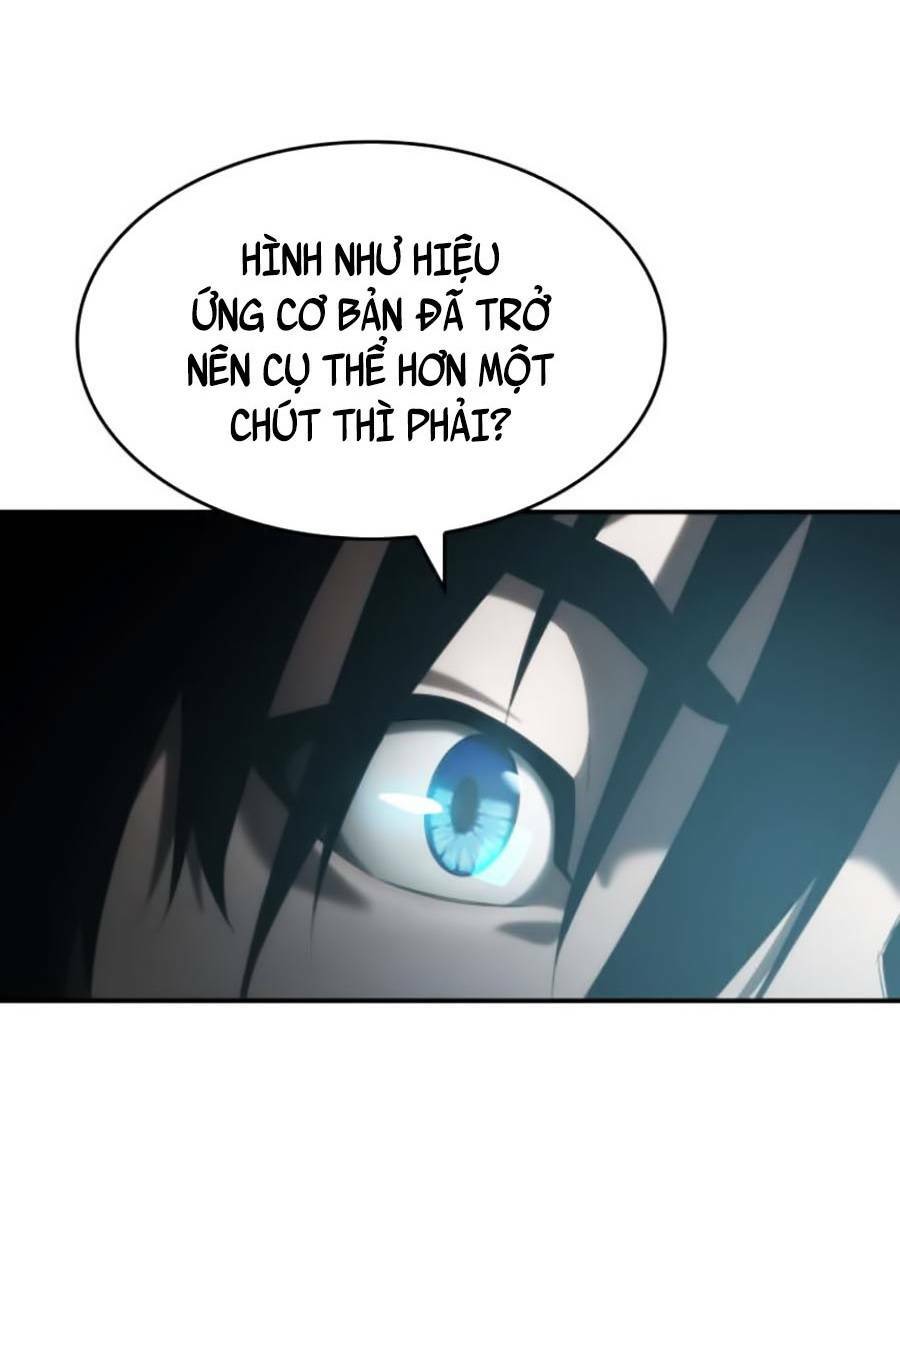 HÌNH NHƯ HIỆU
ỨNG CƠ BẢN ĐÃ TRỞ
NÊN CỤ THỂ HƠN MỘT
CHÚT THÌ PHẢI?